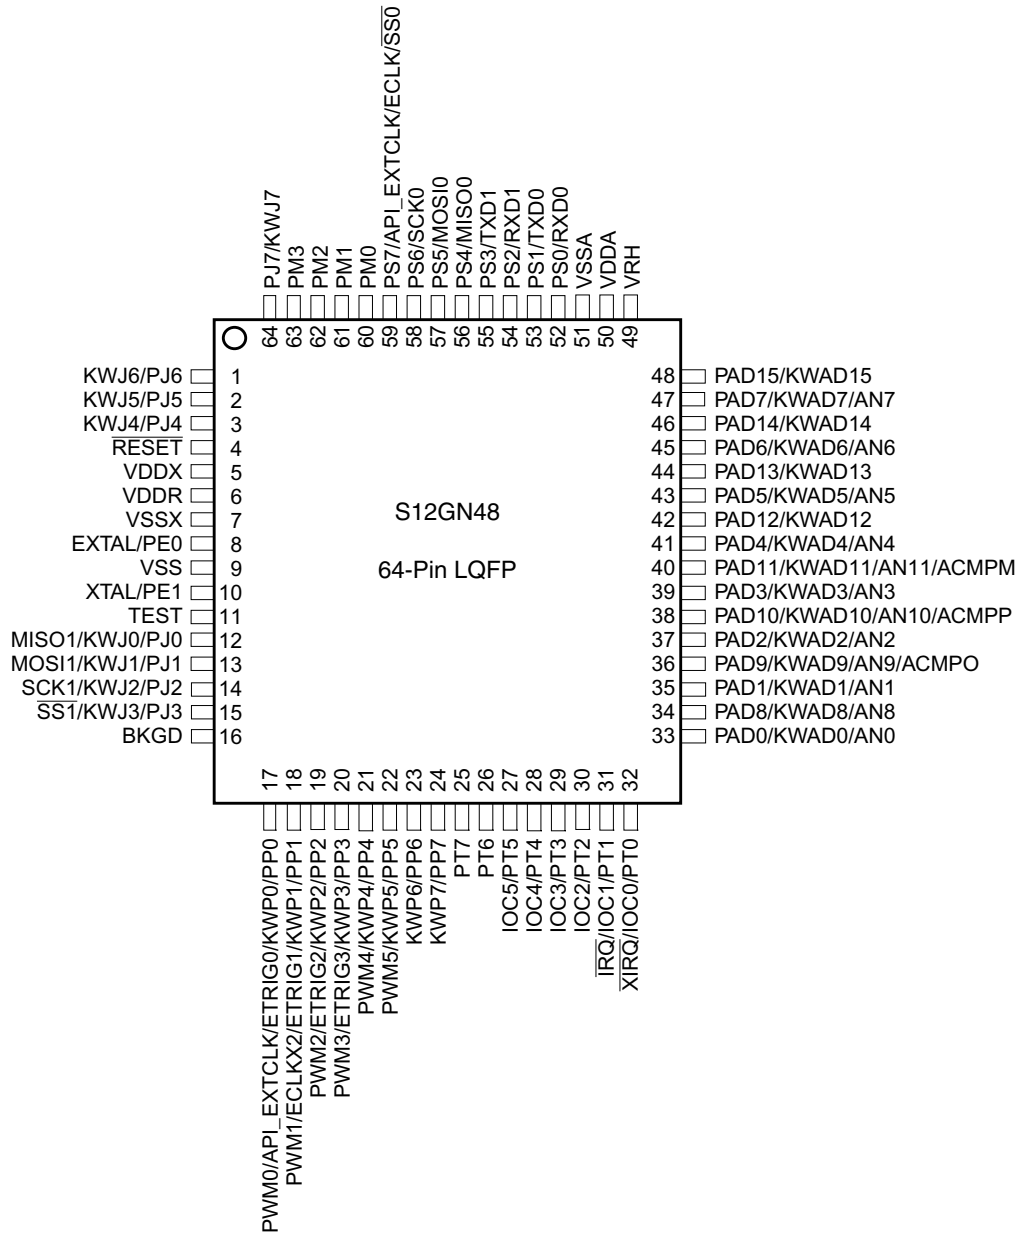 PJ7/KWJ7
PM3
PM2
PM1
PM0
PS7/API_EXTCLK/ECLK/S̅S̅0̅
PS6/SCK0
PS5/MOSI0
PS4/MISO0
PS3/TXD1
PS2/RXD1
PS1/TXD0
PS0/RXD0
VSSA
VDDA
VRH
64
63
62
61
60
59
58
57
56
55
54
53
52
51
50
49
KWJ6/PJ6 1
KWJ5/PJ5 2
KWJ4/PJ4 3
R̅E̅S̅E̅T̅ 4
VDDX 5
VDDR 6
VSSX 7
EXTAL/PE0 8
VSS 9
XTAL/PE1 10
TEST 11
MISO1/KWJ0/PJ0 12
MOSI1/KWJ1/PJ1 13
SCK1/KWJ2/PJ2 14
S̅S̅1̅/KWJ3/PJ3 15
BKGD 16
S12GN48
64-Pin LQFP
48 PAD15/KWAD15
47 PAD7/KWAD7/AN7
46 PAD14/KWAD14
45 PAD6/KWAD6/AN6
44 PAD13/KWAD13
43 PAD5/KWAD5/AN5
42 PAD12/KWAD12
41 PAD4/KWAD4/AN4
40 PAD11/KWAD11/AN11/ACMPM
39 PAD3/KWAD3/AN3
38 PAD10/KWAD10/AN10/ACMPP
37 PAD2/KWAD2/AN2
36 PAD9/KWAD9/AN9/ACMPO
35 PAD1/KWAD1/AN1
34 PAD8/KWAD8/AN8
33 PAD0/KWAD0/AN0
17
18
19
20
21
22
23
24
25
26
27
28
29
30
31
32
PWM0/API_EXTCLK/ETRIG0/KWP0/PP0
PWM1/ECLKX2/ETRIG1/KWP1/PP1
PWM2/ETRIG2/KWP2/PP2
PWM3/ETRIG3/KWP3/PP3
PWM4/KWP4/PP4
PWM5/KWP5/PP5
KWP6/PP6
KWP7/PP7
PT7
PT6
IOC5/PT5
IOC4/PT4
IOC3/PT3
IOC2/PT2
I̅R̅Q̅/IOC1/PT1
X̅I̅R̅Q̅/IOC0/PT0